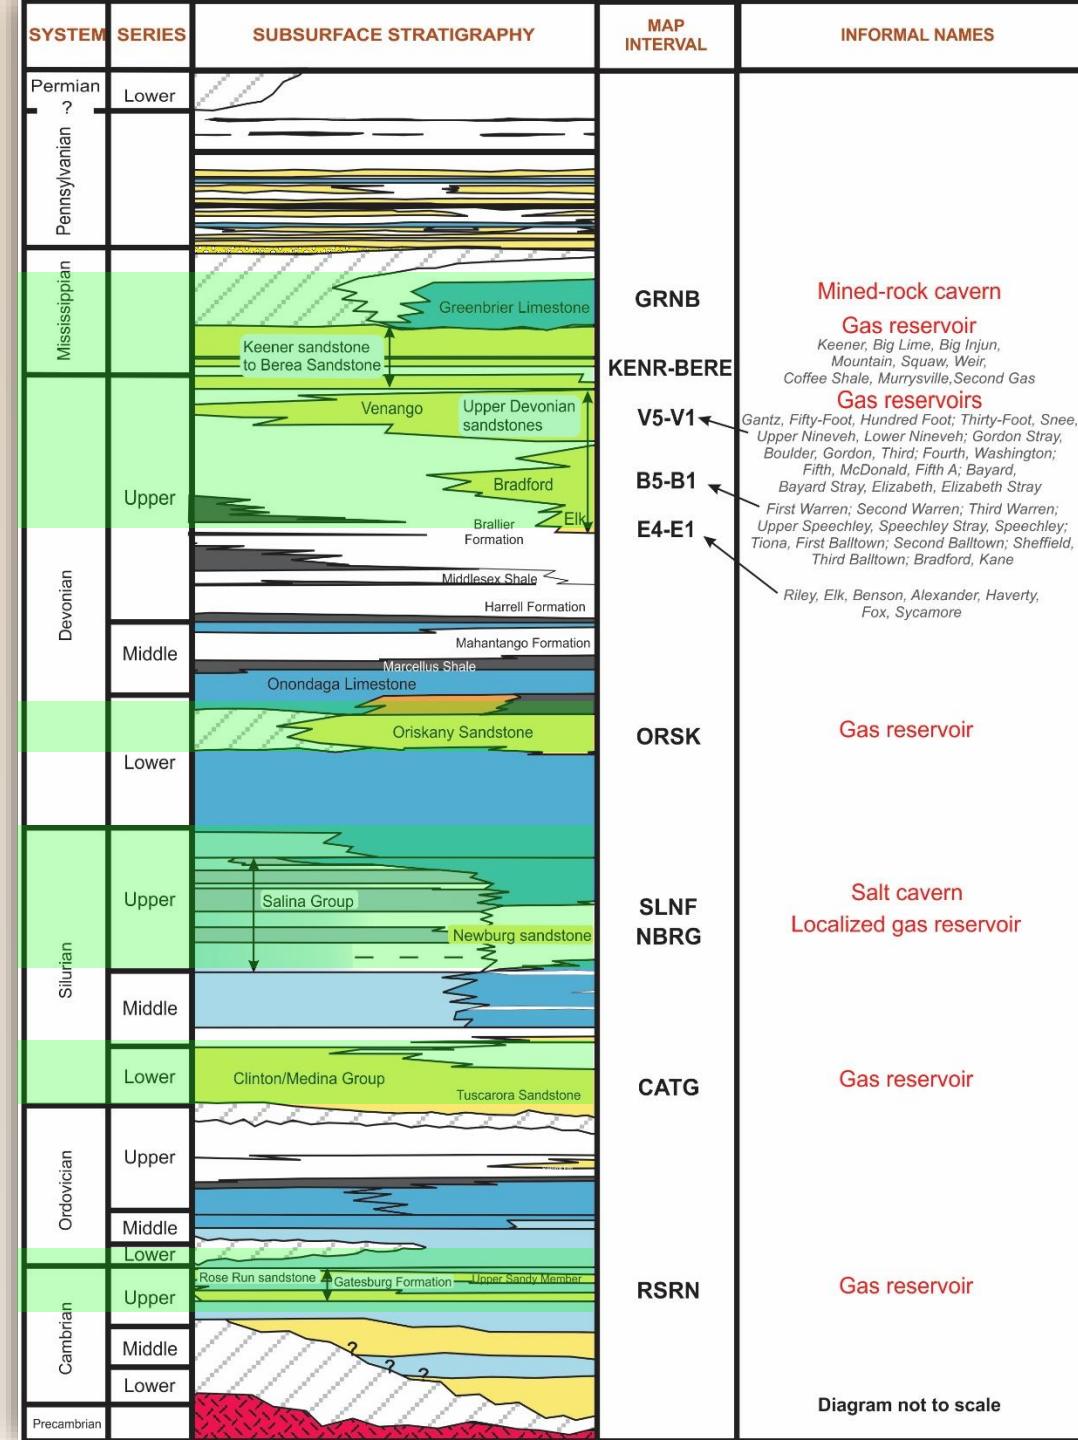 SYSTEM
SERIES
SUBSURFACE STRATIGRAPHY
MAP
INTERVAL
INFORMAL NAMES
Permian
?
Lower
Pennsylvanian
Mississippian
Greenbrier Limestone
GRNB
Mined-rock cavern
Keener sandstone
to Berea Sandstone
KENR-BERE
Gas reservoir
Keener, Big Lime, Big Injun,
Mountain, Squaw, Weir,
Coffee Shale, Murrysville,Second Gas
Devonian
Upper
Venango
Upper Devonian
sandstones
V5-V1
Gas reservoirs
Gantz, Fifty-Foot, Hundred Foot; Thirty-Foot, Snee,
Upper Nineveh, Lower Nineveh; Gordon Stray,
Boulder, Gordon, Third; Fourth, Washington;
Fifth, McDonald, Fifth A; Bayard,
Bayard Stray, Elizabeth, Elizabeth Stray
Bradford
B5-B1
First Warren; Second Warren; Third Warren;
Upper Speechley, Speechley Stray, Speechley;
Tiona, First Balltown; Second Balltown; Sheffield,
Third Balltown; Bradford, Kane
Elk
E4-E1
Riley, Elk, Benson, Alexander, Haverty,
Fox, Sycamore
Brallier
Formation
Middlesex Shale
Harrell Formation
Middle
Mahantango Formation
Marcellus Shale
Onondaga Limestone
Lower
Oriskany Sandstone
ORSK
Gas reservoir
Silurian
Upper
Salina Group
SLNF
Salt cavern
Newburg sandstone
NBRG
Localized gas reservoir
Middle
Lower
Clinton/Medina Group
Tuscarora Sandstone
CATG
Gas reservoir
Ordovician
Upper
Middle
Lower
Cambrian
Upper
Rose Run sandstone
Gatesburg Formation
Upper Sandy Member
RSRN
Gas reservoir
Middle
?
?
?
Lower
Precambrian
Diagram not to scale